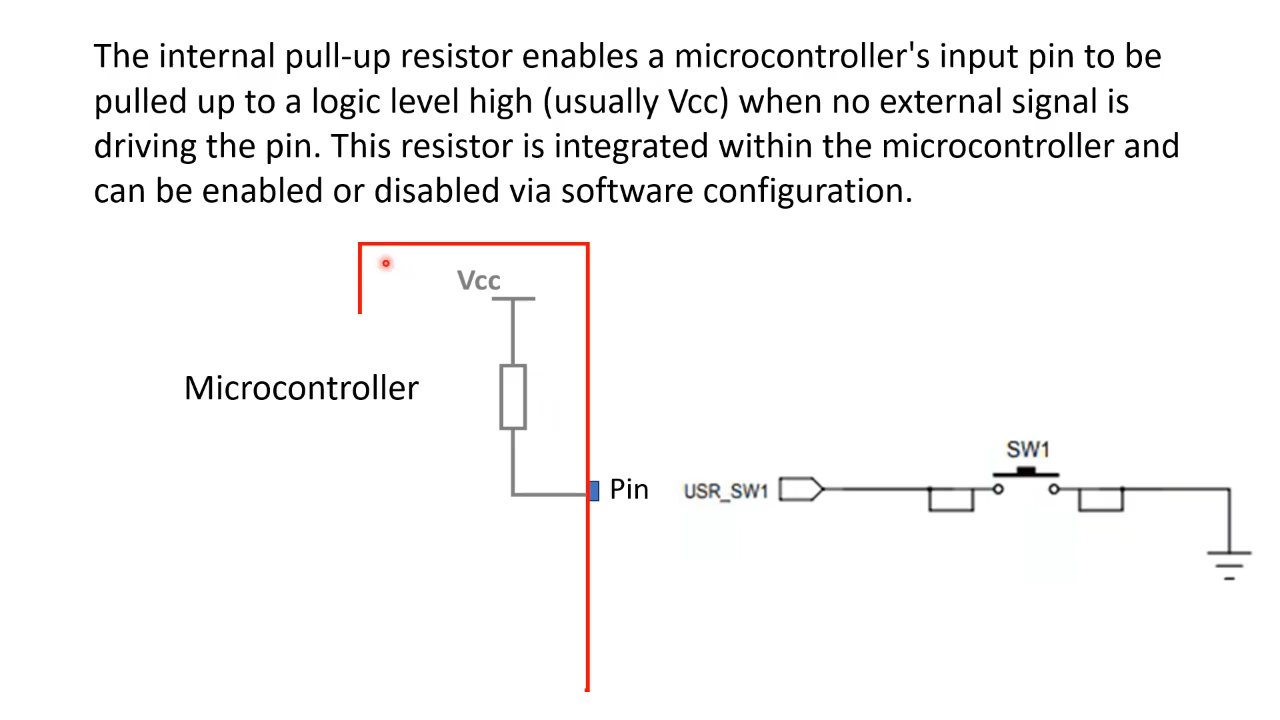 The internal pull-up resistor enables a microcontroller's input pin to be
pulled up to a logic level high (usually Vcc) when no external signal is
driving the pin. This resistor is integrated within the microcontroller and
can be enabled or disabled via software configuration.
Vcc
Microcontroller
SW1
Pin
USR_SW1